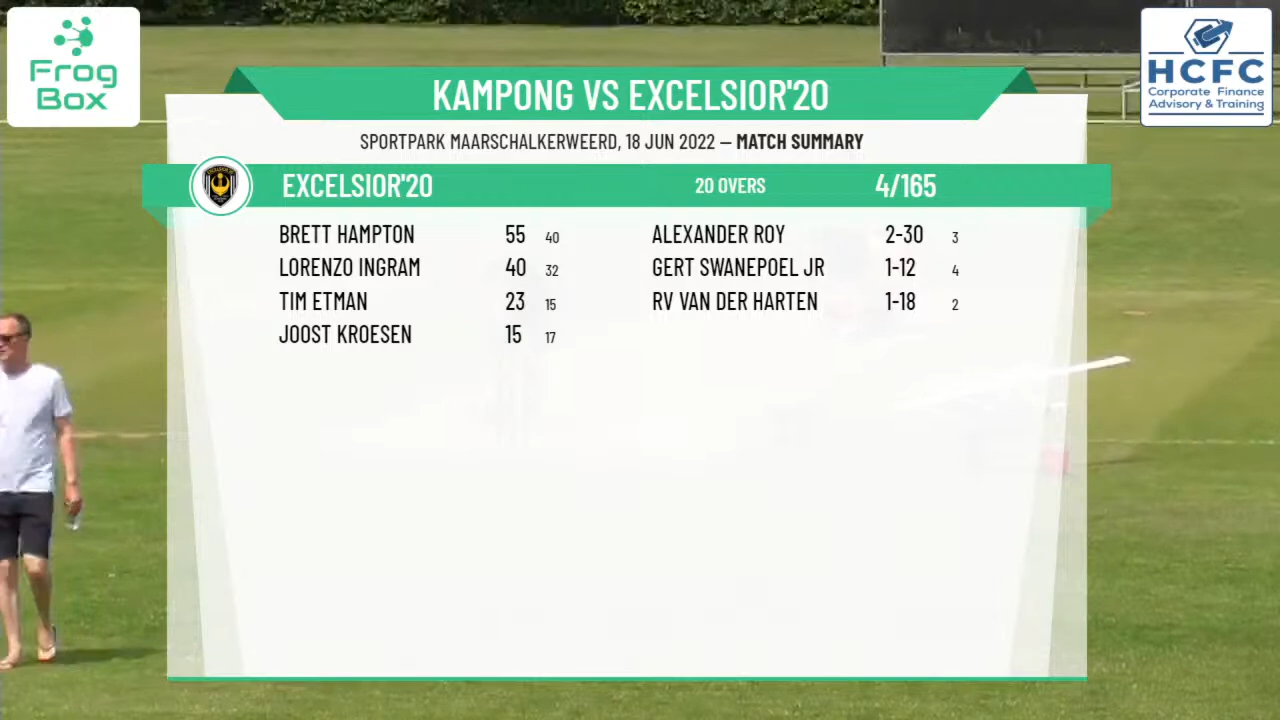 Frog
Box
HCFC
Corporate Finance
Advisory & Training
KAMPONG VS EXCELSIOR'20
SPORTPARK MAARSCHALKERWEERD, 18 JUN 2022 – MATCH SUMMARY
EXCELSIOR'20 20 OVERS 4/165
BRETT HAMPTON 55 40 ALEXANDER ROY 2-30 3
LORENZO INGRAM 40 32 GERT SWANEPOEL JR 1-12 4
TIM ETMAN 23 15 RV VAN DER HARTEN 1-18 2
JOOST KROESEN 15 17